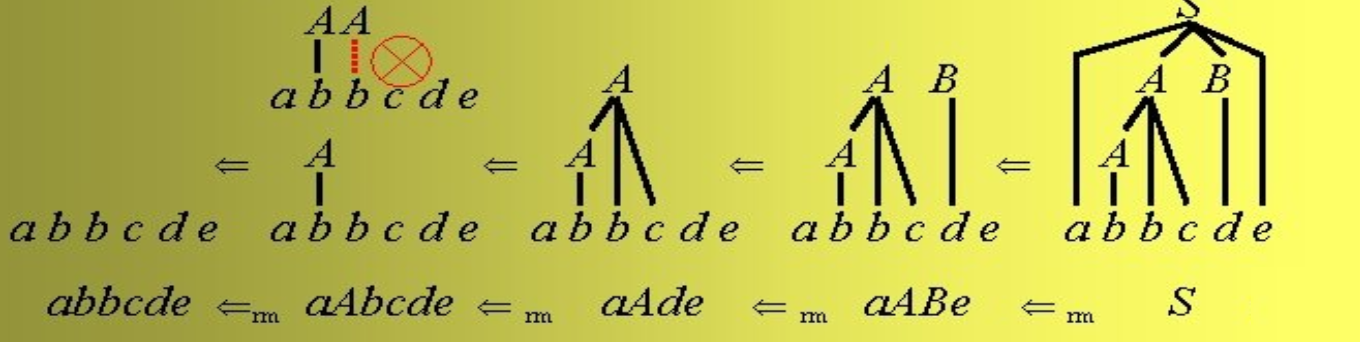 S
A A
a b b c d e
A A B A B
⇐ A ⇐ A ⇐ A ⇐ A
a b b c d e a b b c d e a b b c d e a b b c d e a b b c d e
abbcde ⇐rm aAbcde ⇐rm aAde ⇐rm aABe ⇐rm S